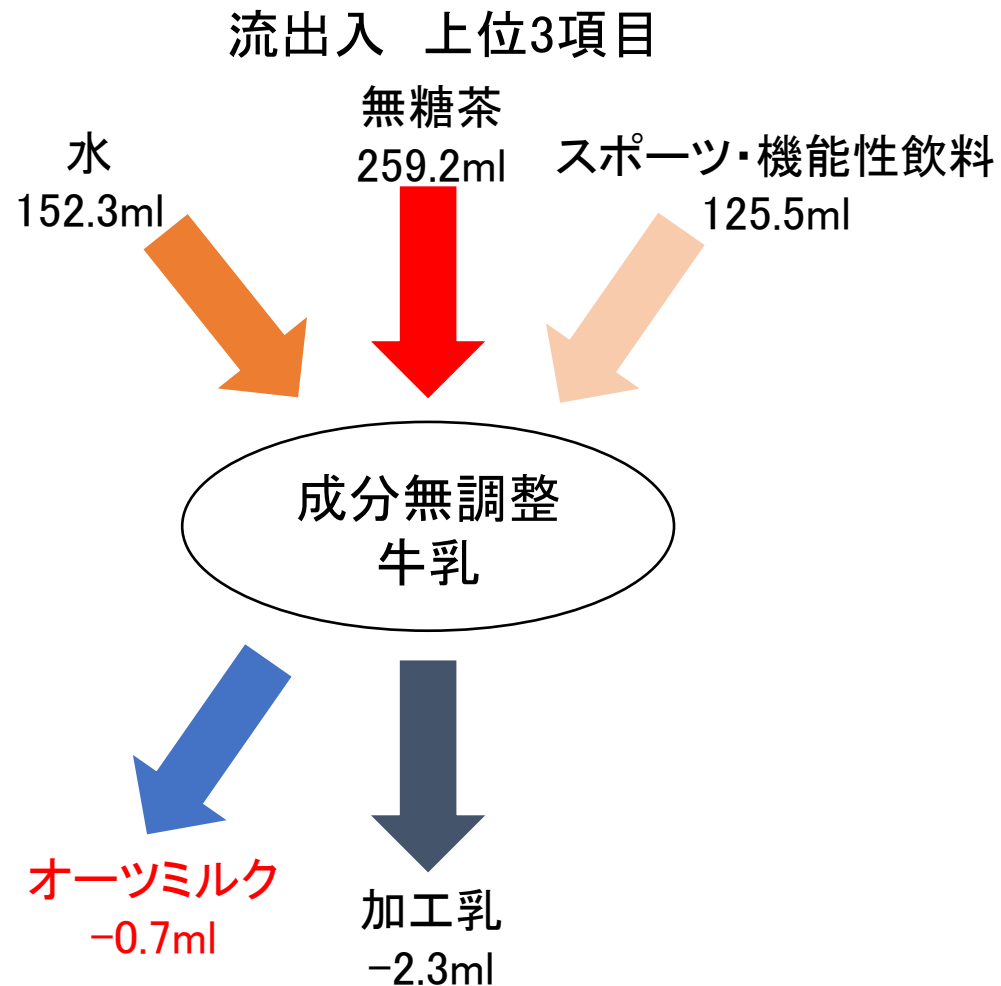 流出入　上位3項目
無糖茶
259.2ml
水
152.3ml
スポーツ・機能性飲料
125.5ml
成分無調整
牛乳
オーツミルク
−0.7ml
加工乳
−2.3ml